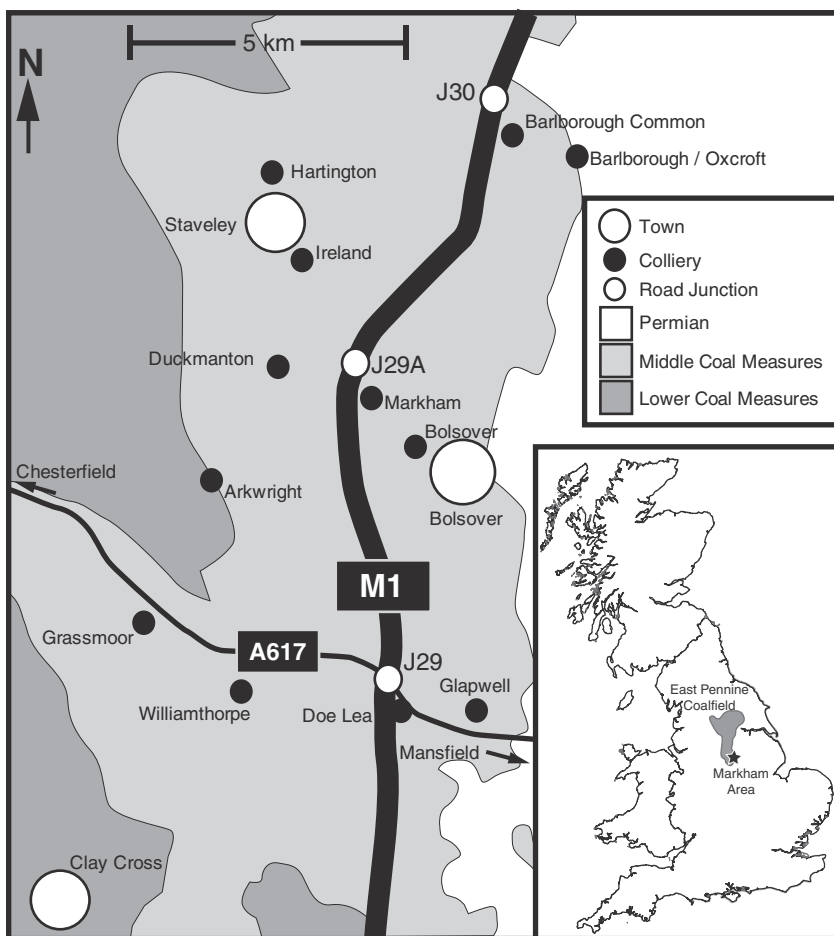 5 km
N
J30
Barlborough Common
Barlborough / Oxcroft
Hartington
Staveley
Ireland
Town
Colliery
Road Junction
Permian
Middle Coal Measures
Lower Coal Measures
Duckmanton
J29A
Markham
Bolsover
Bolsover
Chesterfield
Arkwright
M1
Grassmoor
A617
J29
Glapwell
Williamthorpe
Doe Lea
Mansfield
Clay Cross
East Pennine
Coalfield
Markham
Area